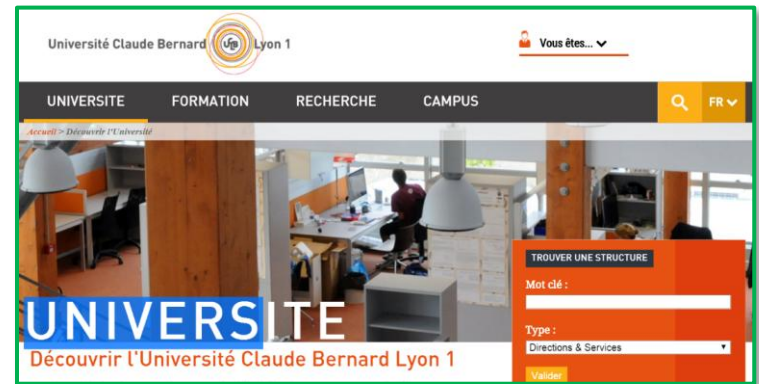 Université Claude Bernard Lyon 1
Vous êtes...
UNIVERSITE FORMATION RECHERCHE CAMPUS FR
Accueil > Découvrir l'Université
TROUVER UNE STRUCTURE
Mot clé :
Type :
Directions & Services
Valider
UNIVERSITE
Découvrir l'Université Claude Bernard Lyon 1